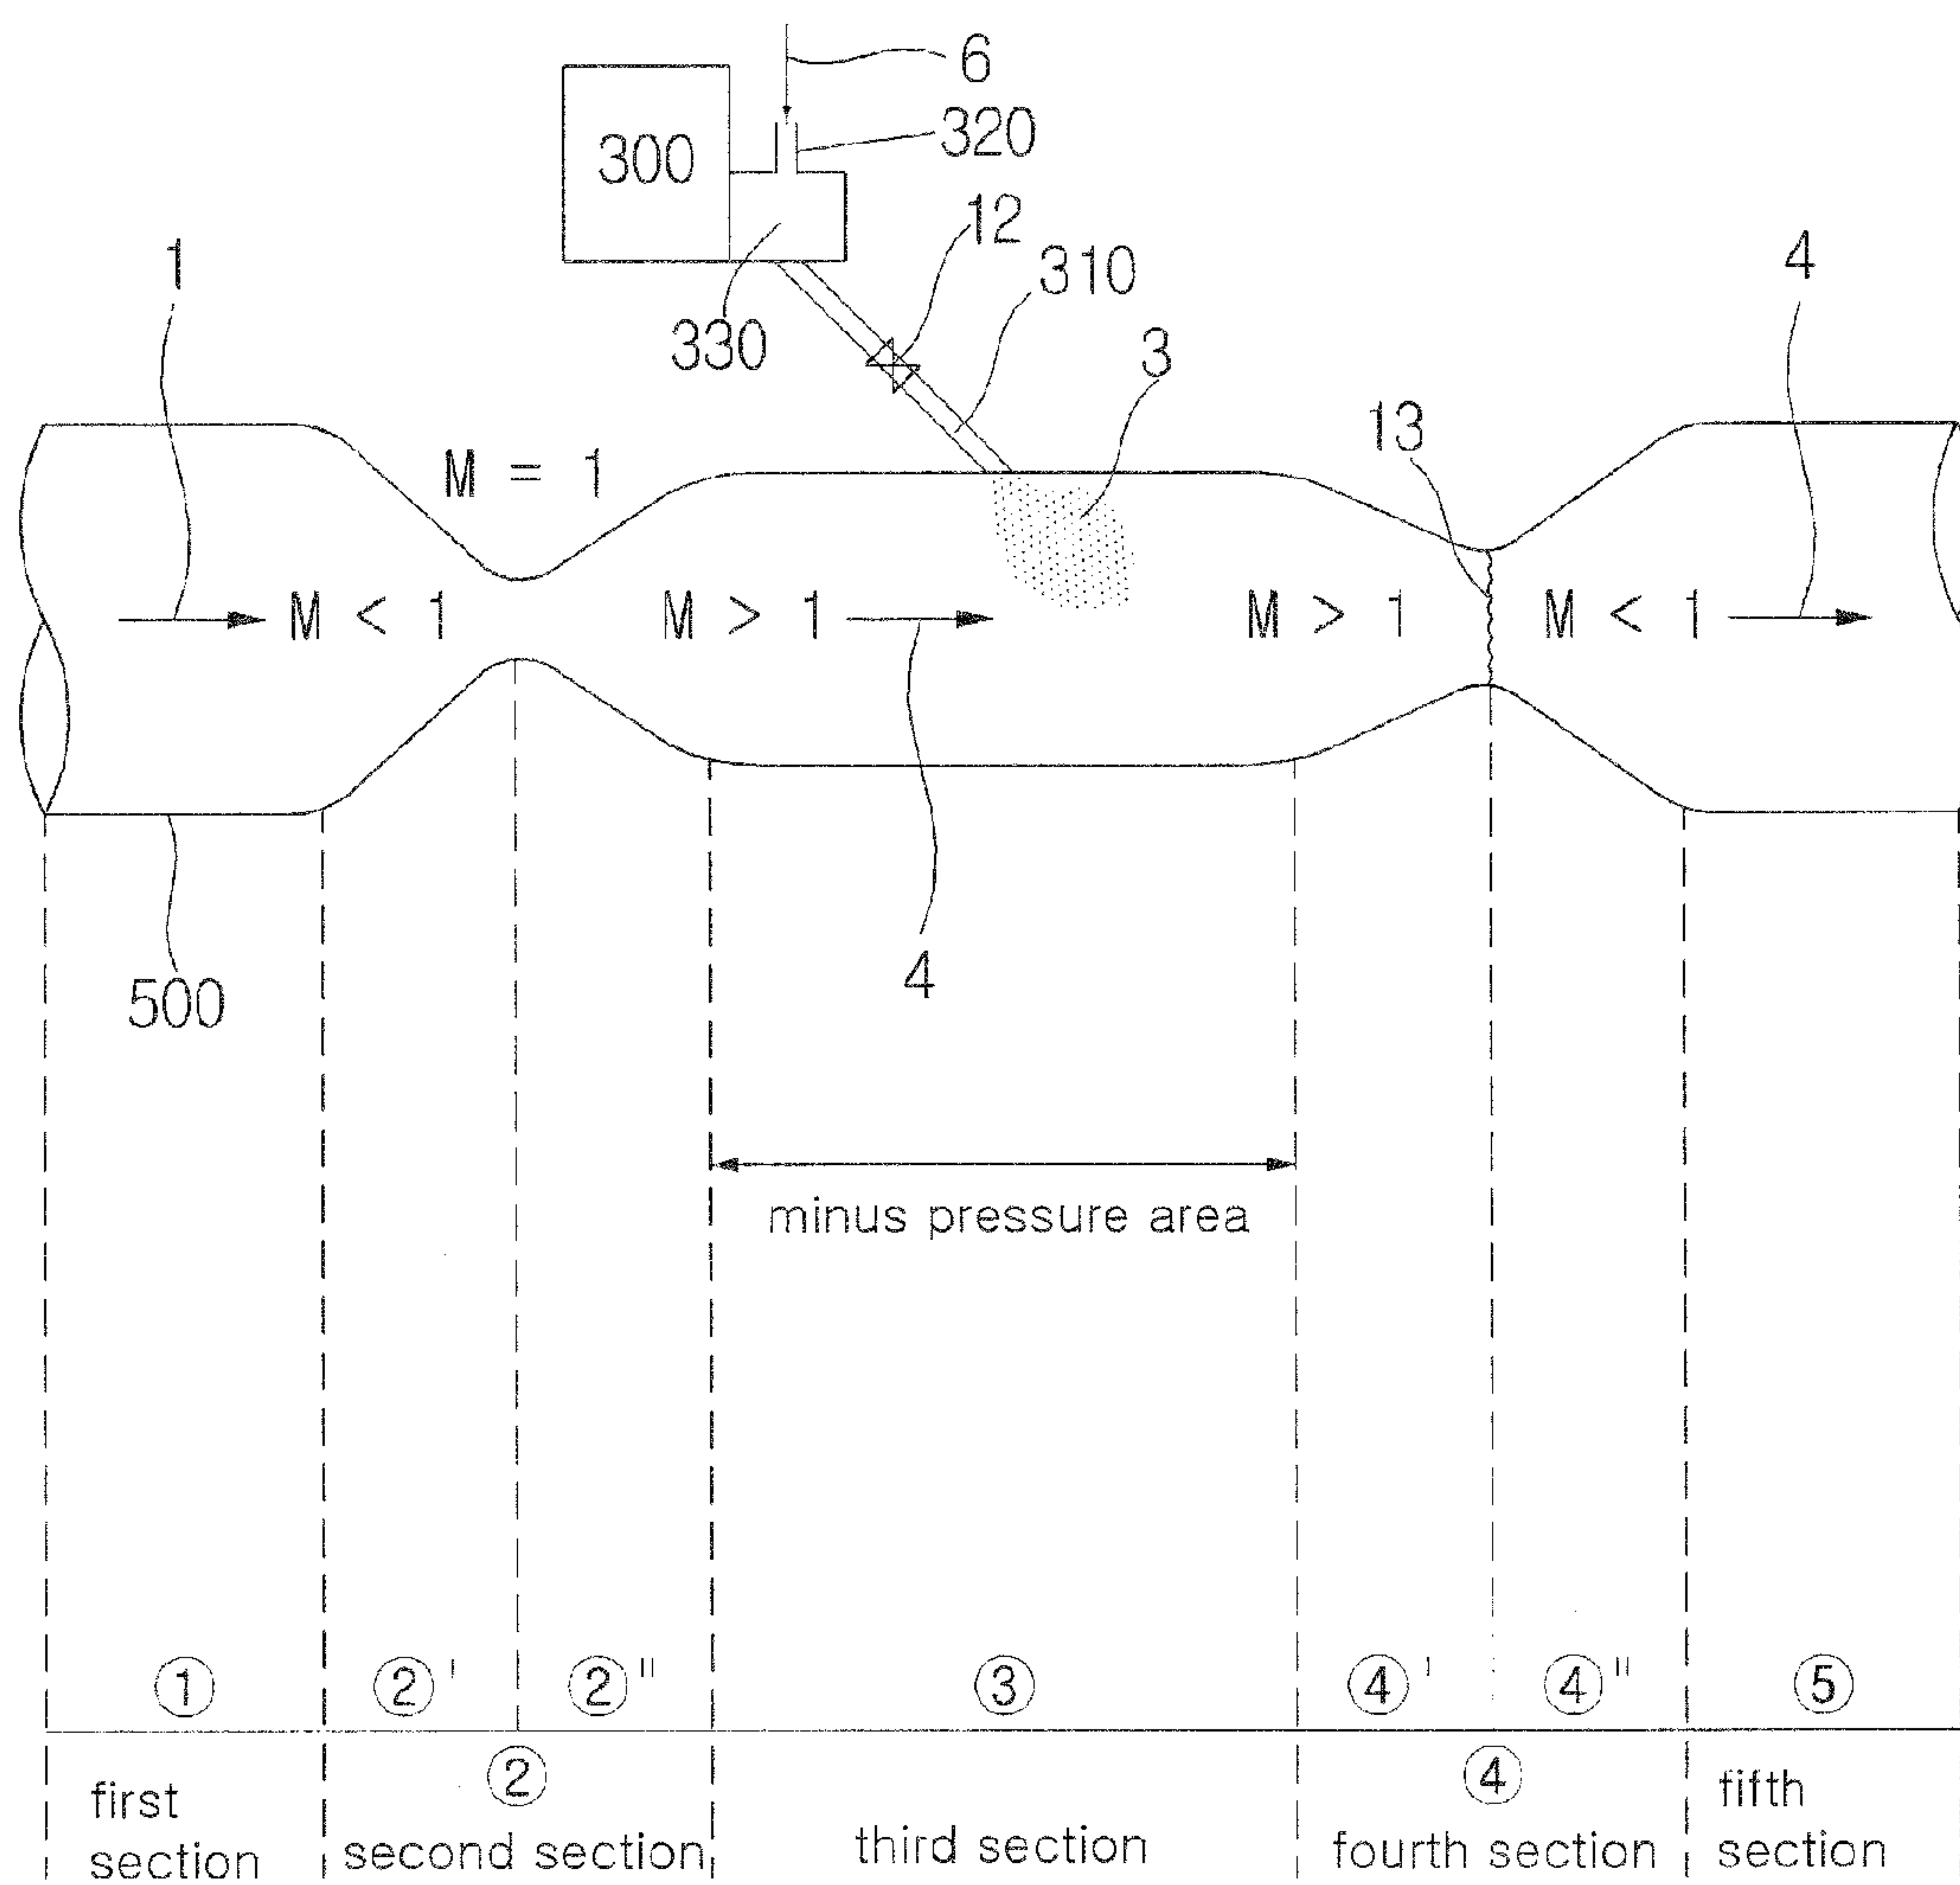 6
300
320
12
1
310
4
330
3
13
M = 1
M < 1
M > 1
M > 1
M < 1
4
500
minus pressure area
①
②'
②"
③
④'
④"
⑤
②
④
first section
second section
third section
fourth section
fifth section